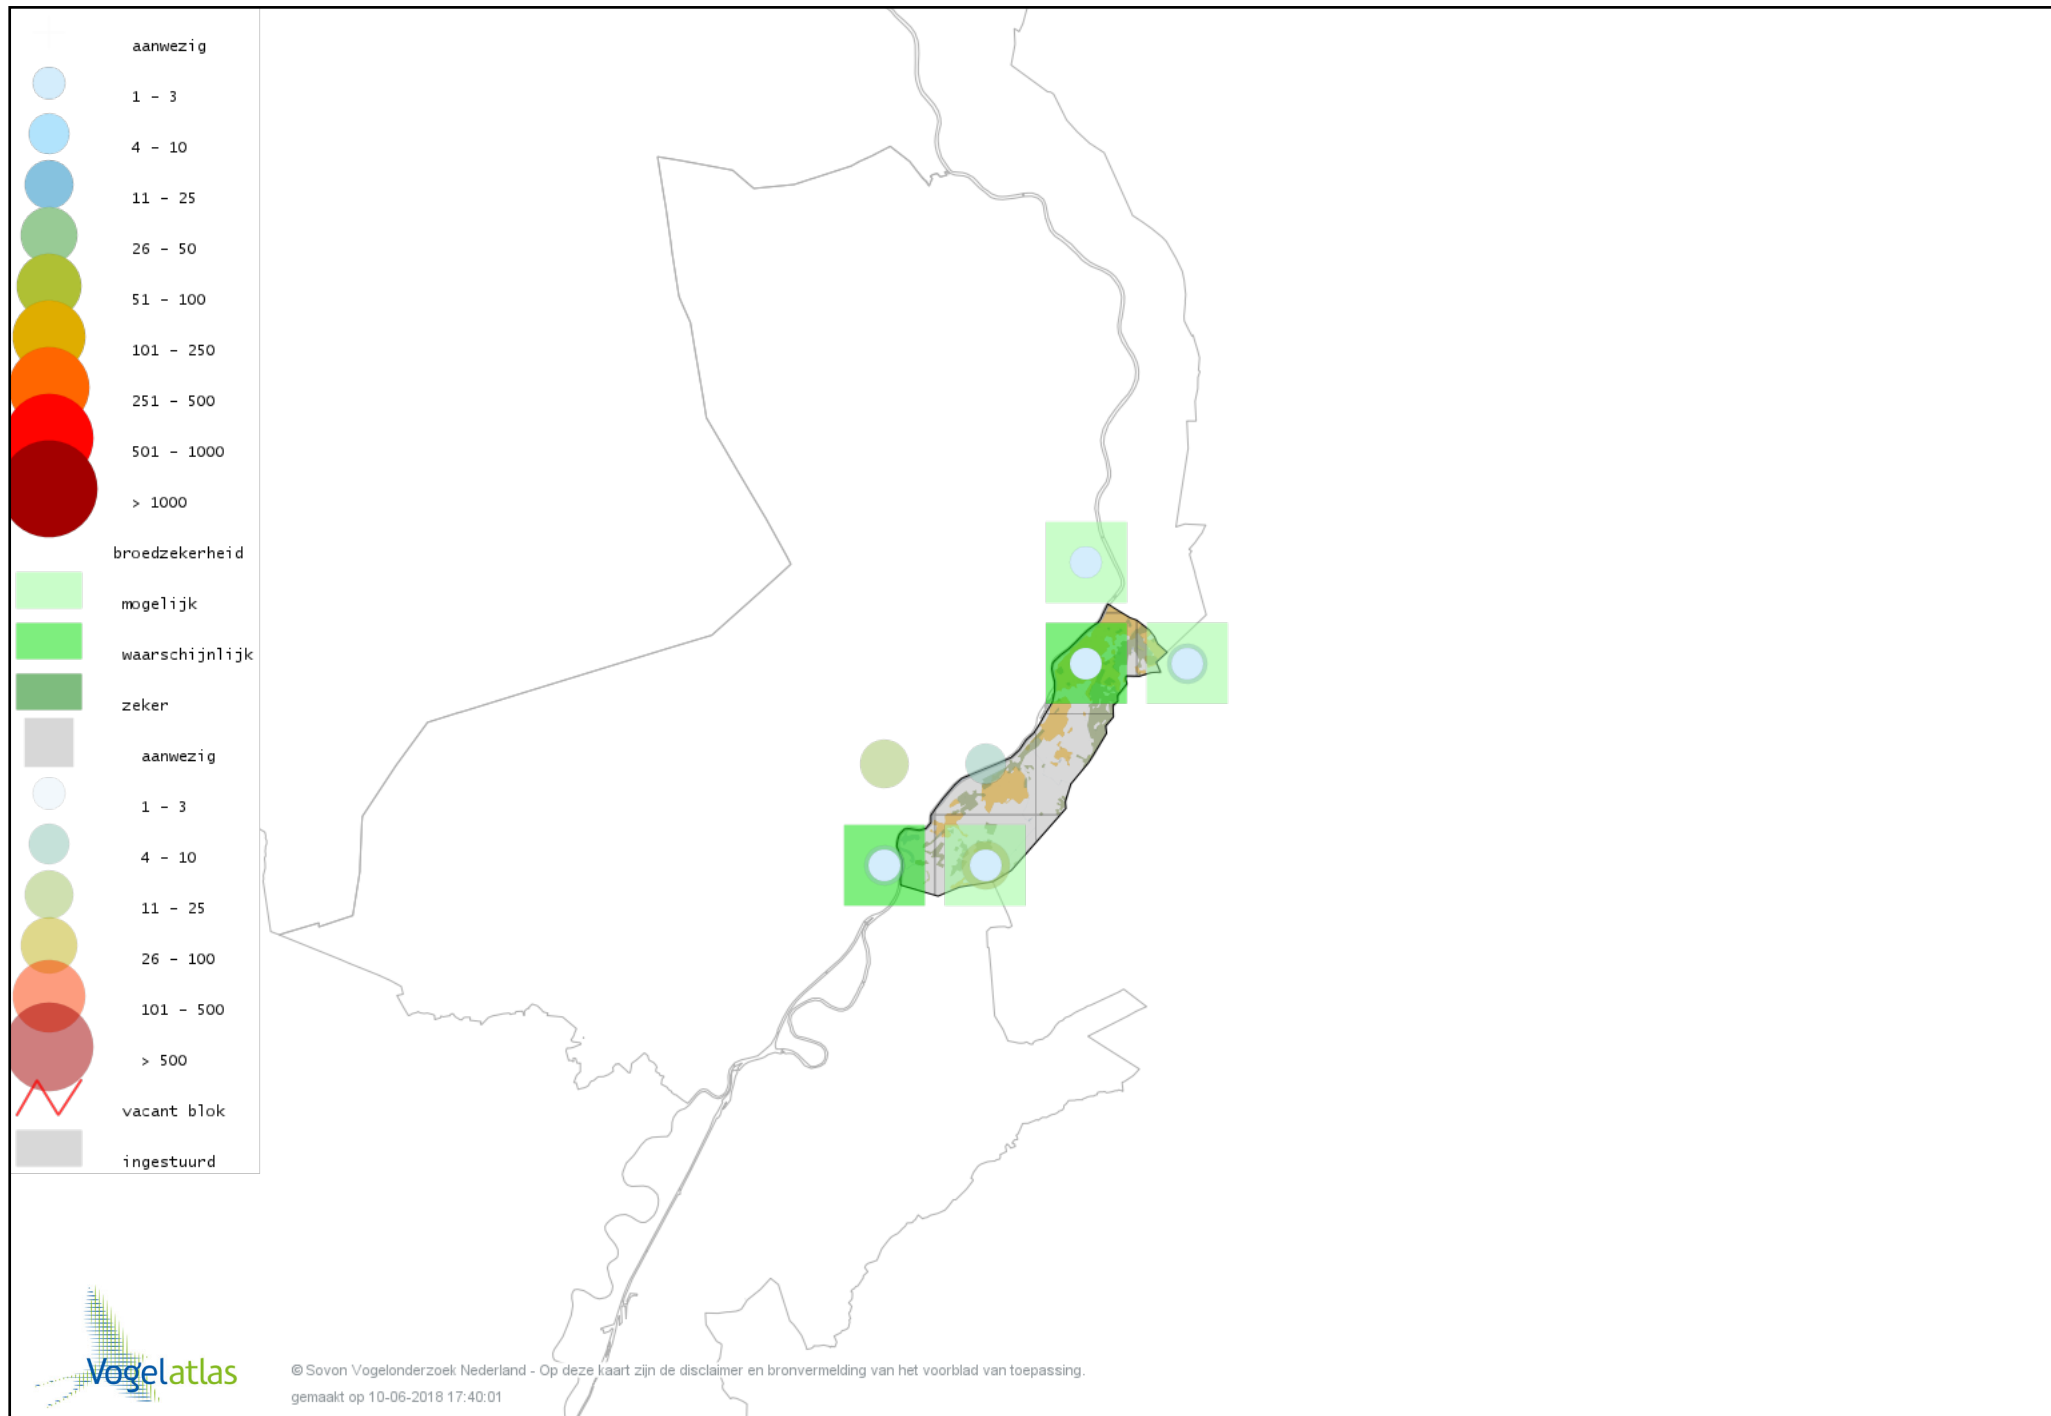 aanwezig
1 - 3
4 - 10
11 - 25
26 - 50
51 - 100
101 - 250
251 - 500
501 - 1000
> 1000
broedzekerheid
mogelijk
waarschijnlijk
zeker
aanwezig
1 - 3
4 - 10
11 - 25
26 - 100
101 - 500
> 500
vacant blok
ingestuurd
Vogelatlas
© Sovon Vogelonderzoek Nederland - Op deze kaart zijn de disclaimer en bronvermelding van het voorblad van toepassing.
gemaakt op 10-06-2018 17:40:01